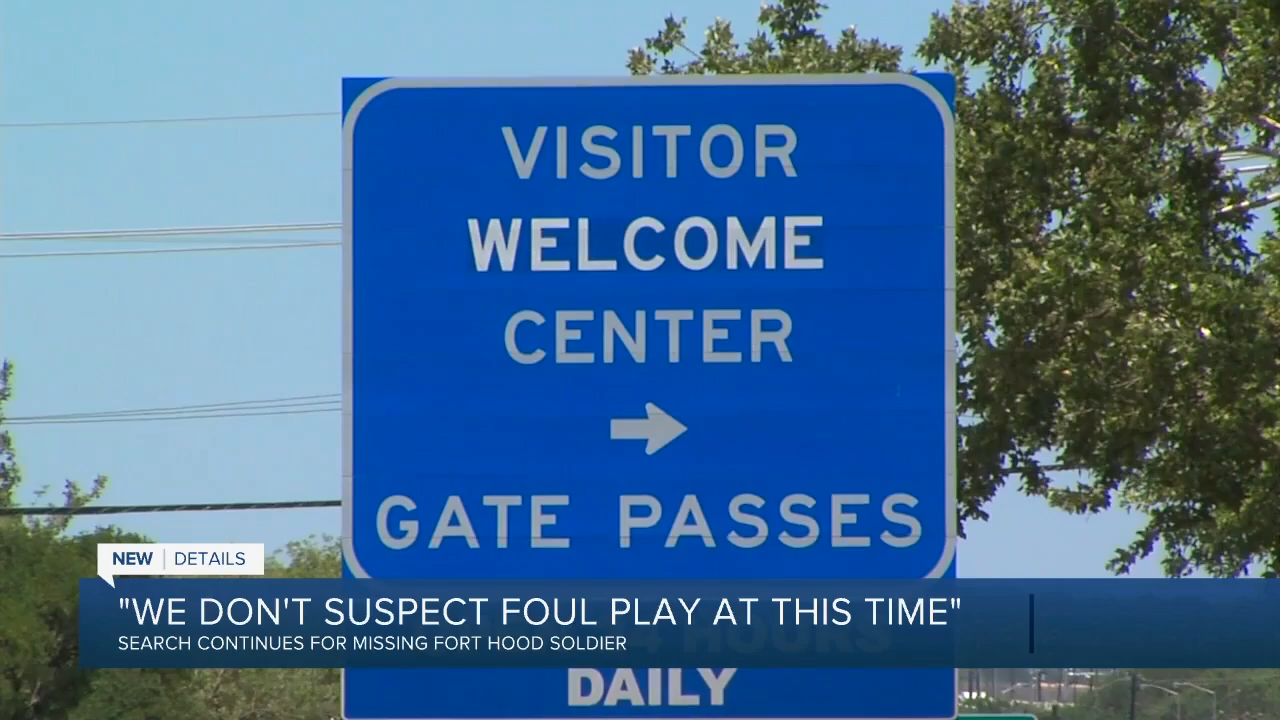 VISITOR
WELCOME
CENTER
GATE PASSES
NEW | DETAILS
"WE DON'T SUSPECT FOUL PLAY AT THIS TIME"
SEARCH CONTINUES FOR MISSING FORT HOOD SOLDIER
HOURS
DAILY